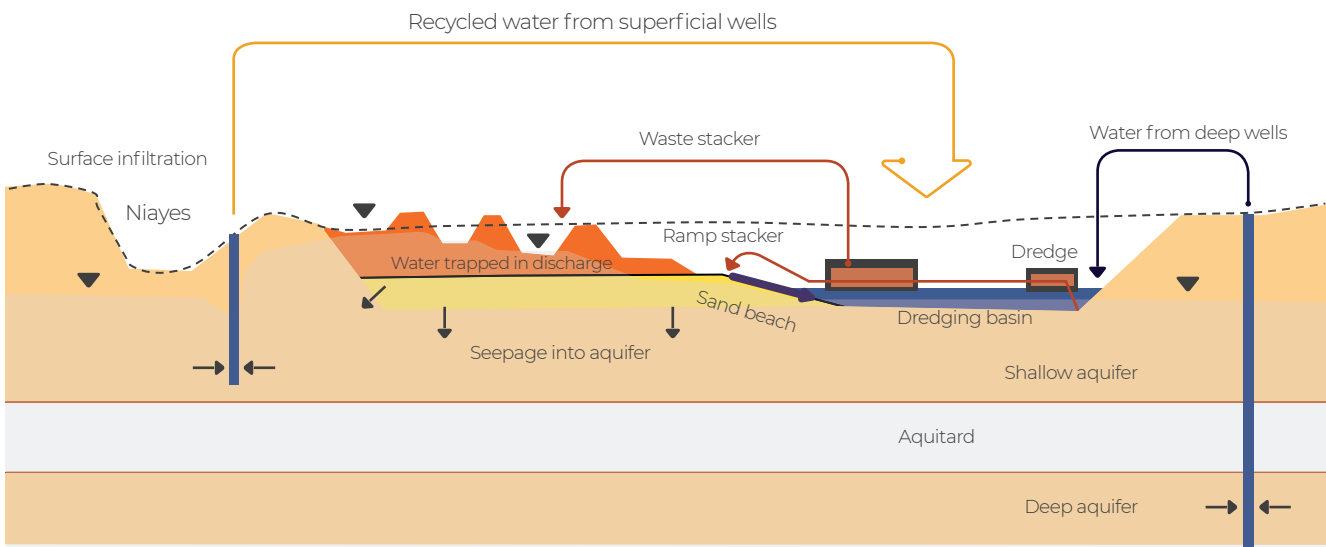 Recycled water from superficial wells
Water from deep wells
Waste stacker
Surface infiltration
Niayes
Ramp stacker
Dredge
Water trapped in discharge
Sand beach
Dredging basin
Seepage into aquifer
Shallow aquifer
Aquitard
Deep aquifer